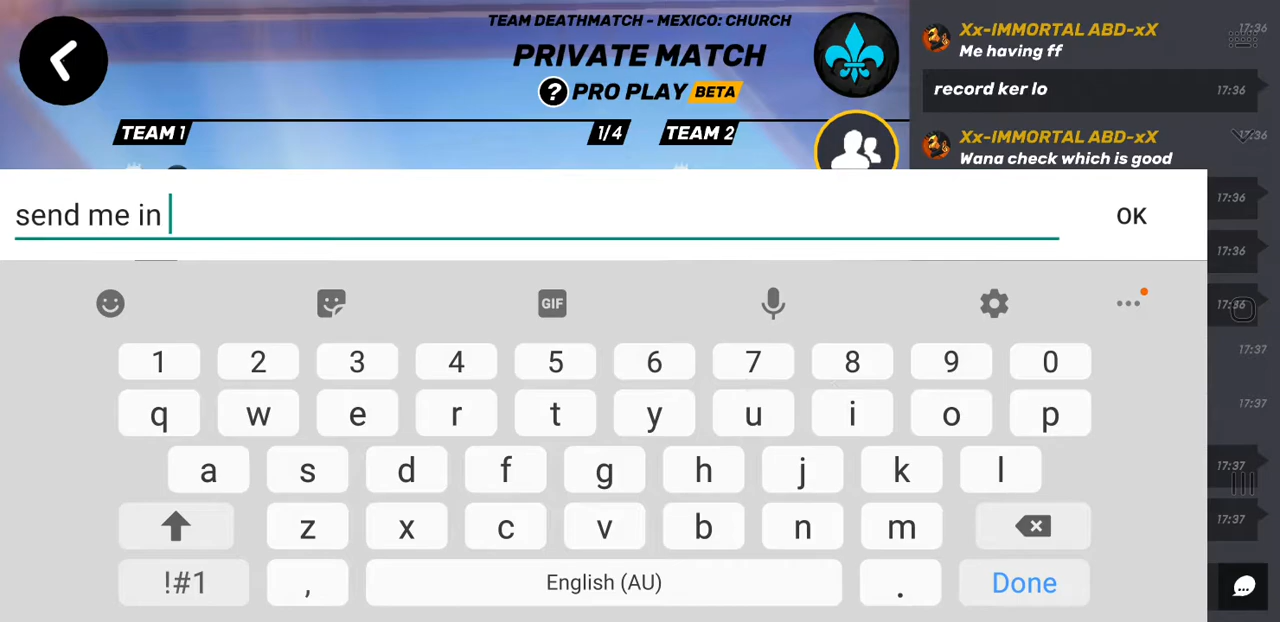 TEAM DEATHMATCH - MEXICO: CHURCH
PRIVATE MATCH
? PRO PLAY BETA
TEAM 1
1/4
TEAM 2
Xx-IMMORTAL ABD-xX 17:36
Me having ff
record ker lo 17:36
Xx-IMMORTAL ABD-xX 17:36
Wana check which is good
17:36
17:36
17:36
17:37
17:37
17:37
17:37
send me in
OK
GIF
1 2 3 4 5 6 7 8 9 0
q w e r t y u i o p
a s d f g h j k l
z x c v b n m
!#1 , English (AU) . Done